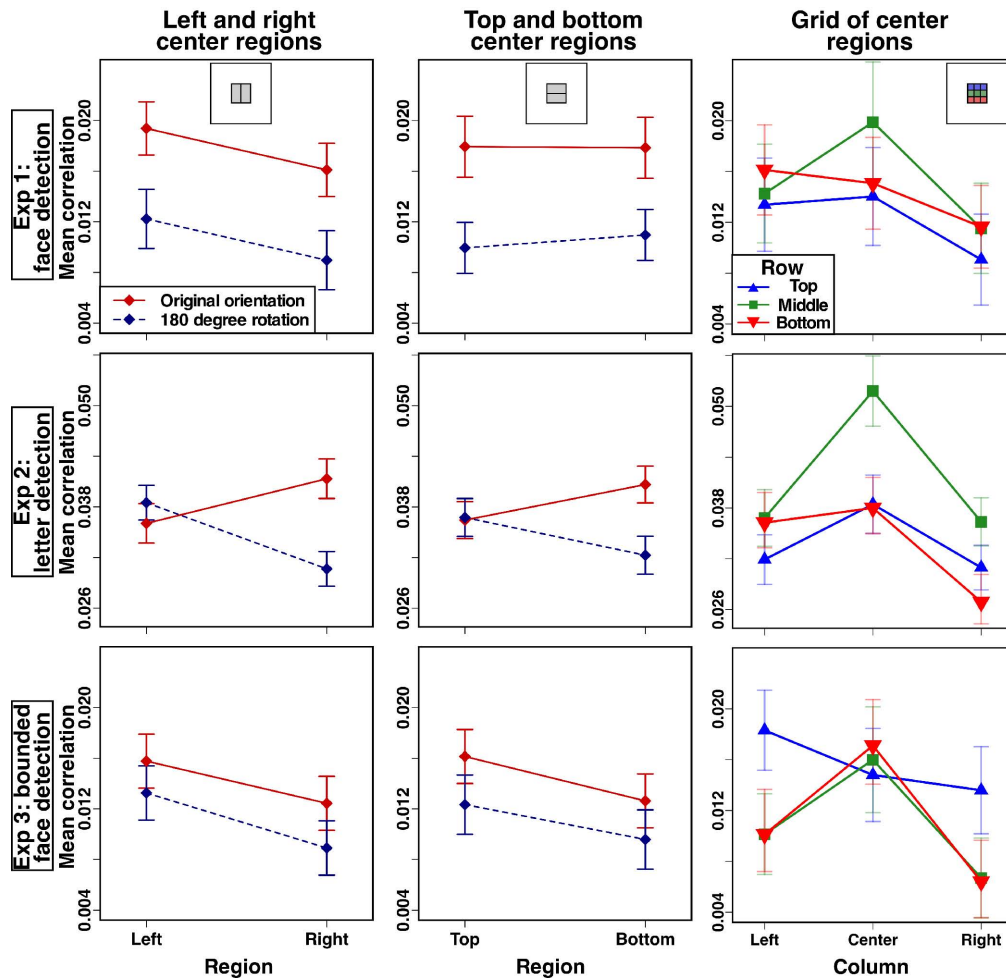 Left and right
center regions
Top and bottom
center regions
Grid of center
regions
Exp 1:
face detection
Mean correlation
0.020
0.012
0.004
Original orientation
180 degree rotation
0.020
0.012
0.004
0.020
0.012
0.004
Row
Top
Middle
Bottom
Exp 2:
letter detection
Mean correlation
0.050
0.038
0.026
0.050
0.038
0.026
0.050
0.038
0.026
Exp 3: bounded
face detection
Mean correlation
0.020
0.012
0.004
0.020
0.012
0.004
0.020
0.012
0.004
Left
Right
Region
Top
Bottom
Region
Left
Center
Right
Column